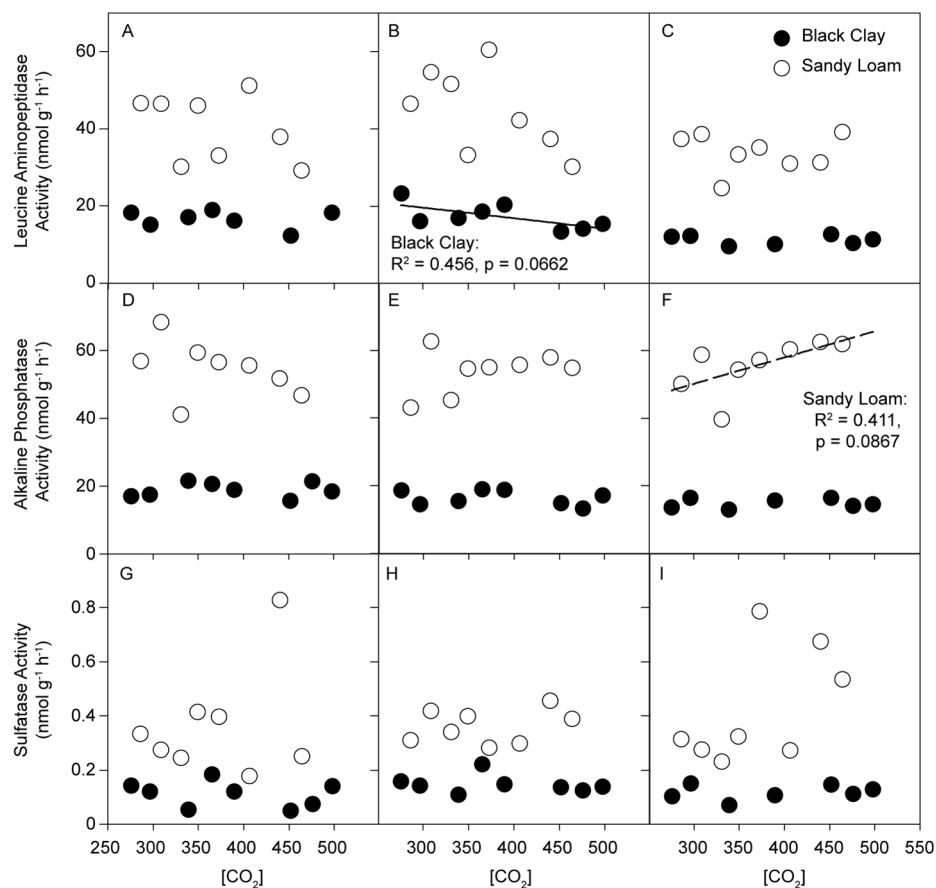 A
B
C
Black Clay
Sandy Loam
Leucine Aminopeptidase
Activity (nmol g⁻¹ h⁻¹)
60
40
20
0
Black Clay:
R² = 0.456, p = 0.0662
D
E
F
Alkaline Phosphatase
Activity (nmol g⁻¹ h⁻¹)
60
40
20
0
Sandy Loam:
R² = 0.411,
p = 0.0867
G
H
I
Sulfatase Activity
(nmol g⁻¹ h⁻¹)
0.8
0.6
0.4
0.2
0
250 300 350 400 450 500 300 350 400 450 500 300 350 400 450 500 550
[CO₂] [CO₂] [CO₂]